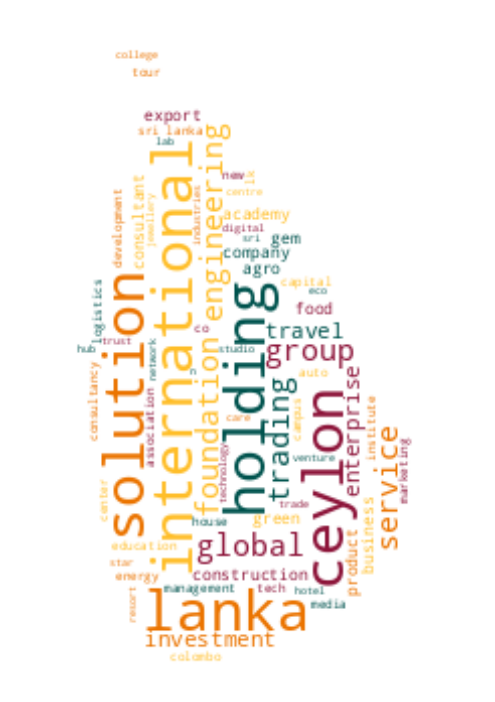 college
tour
export
sri lanka
lab
international
engineering
new
lk
centre
consultant
development
jewellery
industries
academy
digital
sri
gem
company
agro
solution
holding
capital
eco
logistics
food
co
travel
hub
trust
network
studio
group
consultancy
association
foundation
n
auto
trading
ceylon
enterprise
campus
institute
care
service
marketing
technology
venture
center
trade
house
green
business
product
education
global
star
energy
construction
management
tech
hotel
resort
lanka
media
investment
colombo